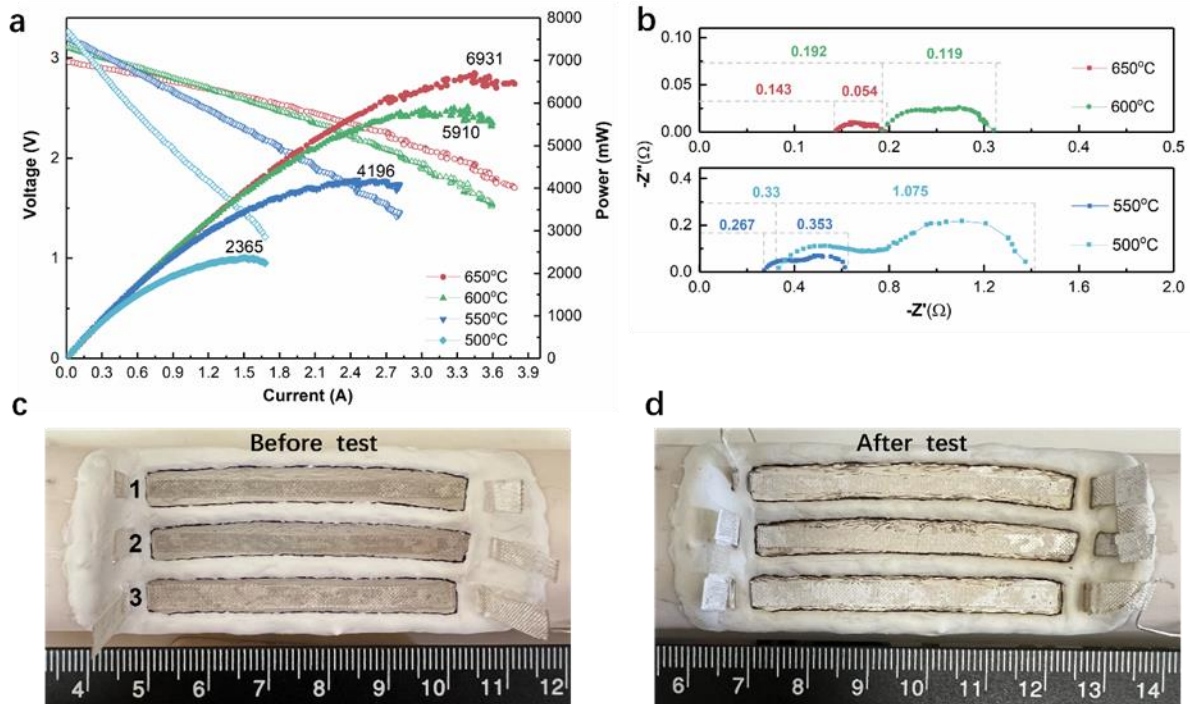 a
Voltage (V)
3
2
1
0
6931
5910
4196
2365
650°C
600°C
550°C
500°C
8000
7000
6000
5000
4000
3000
2000
1000
0
Power (mW)
0.0 0.3 0.6 0.9 1.2 1.5 1.8 2.1 2.4 2.7 3.0 3.3 3.6 3.9
Current (A)
b
-Z''(Ω)
0.10
0.05
0.00
0.192 0.119
0.143 0.054
650°C
600°C
0.0 0.1 0.2 0.3 0.4 0.5
0.4
0.2
0.0
0.33 1.075
0.267 0.353
550°C
500°C
0.0 0.4 0.8 1.2 1.6 2.0
-Z'(Ω)
c
Before test
1
2
3
4 5 6 7 8 9 10 11 12
d
After test
6 7 8 9 10 11 12 13 14